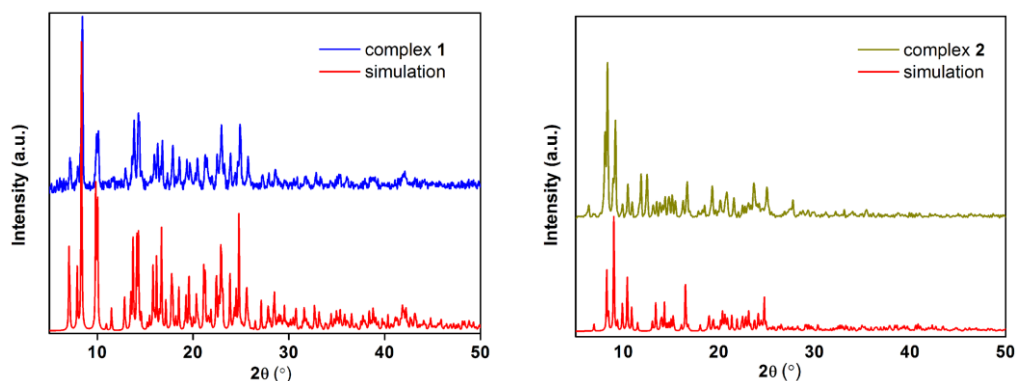 complex 1
simulation
Intensity (a.u.)
10 20 30 40 50
2θ (°)
complex 2
simulation
Intensity (a.u.)
10 20 30 40 50
2θ (°)